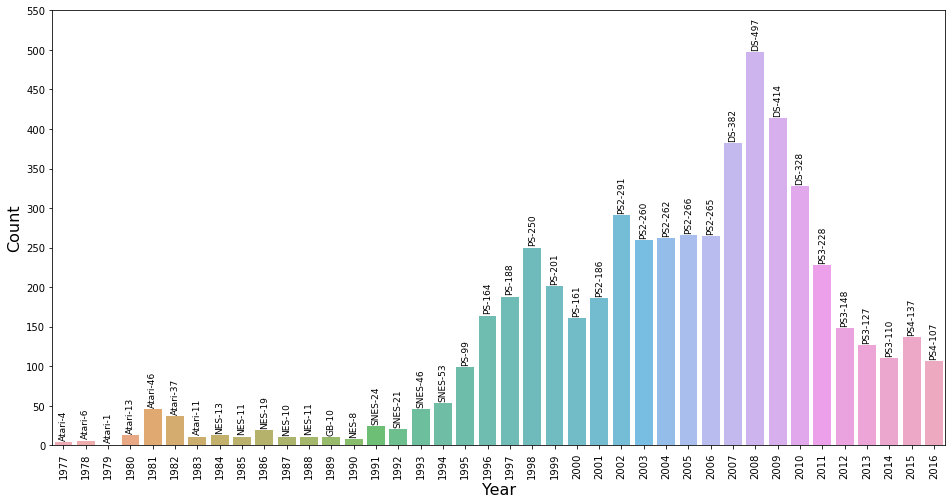 550
500
450
400
350
300
250
200
150
100
50
0
Count
Atari-4
Atari-6
Atari-1
Atari-13
Atari-46
Atari-37
Atari-11
NES-13
NES-11
NES-19
NES-10
NES-11
GB-10
NES-8
SNES-24
SNES-21
SNES-46
SNES-53
PS-99
PS-164
PS-188
PS-250
PS-201
PS-161
PS2-186
PS2-291
PS2-260
PS2-262
PS2-266
PS2-265
DS-382
DS-497
DS-414
DS-328
PS3-228
PS3-148
PS3-127
PS3-110
PS4-137
PS4-107
1977
1978
1979
1980
1981
1982
1983
1984
1985
1986
1987
1988
1989
1990
1991
1992
1993
1994
1995
1996
1997
1998
1999
2000
2001
2002
2003
2004
2005
2006
2007
2008
2009
2010
2011
2012
2013
2014
2015
2016
Year